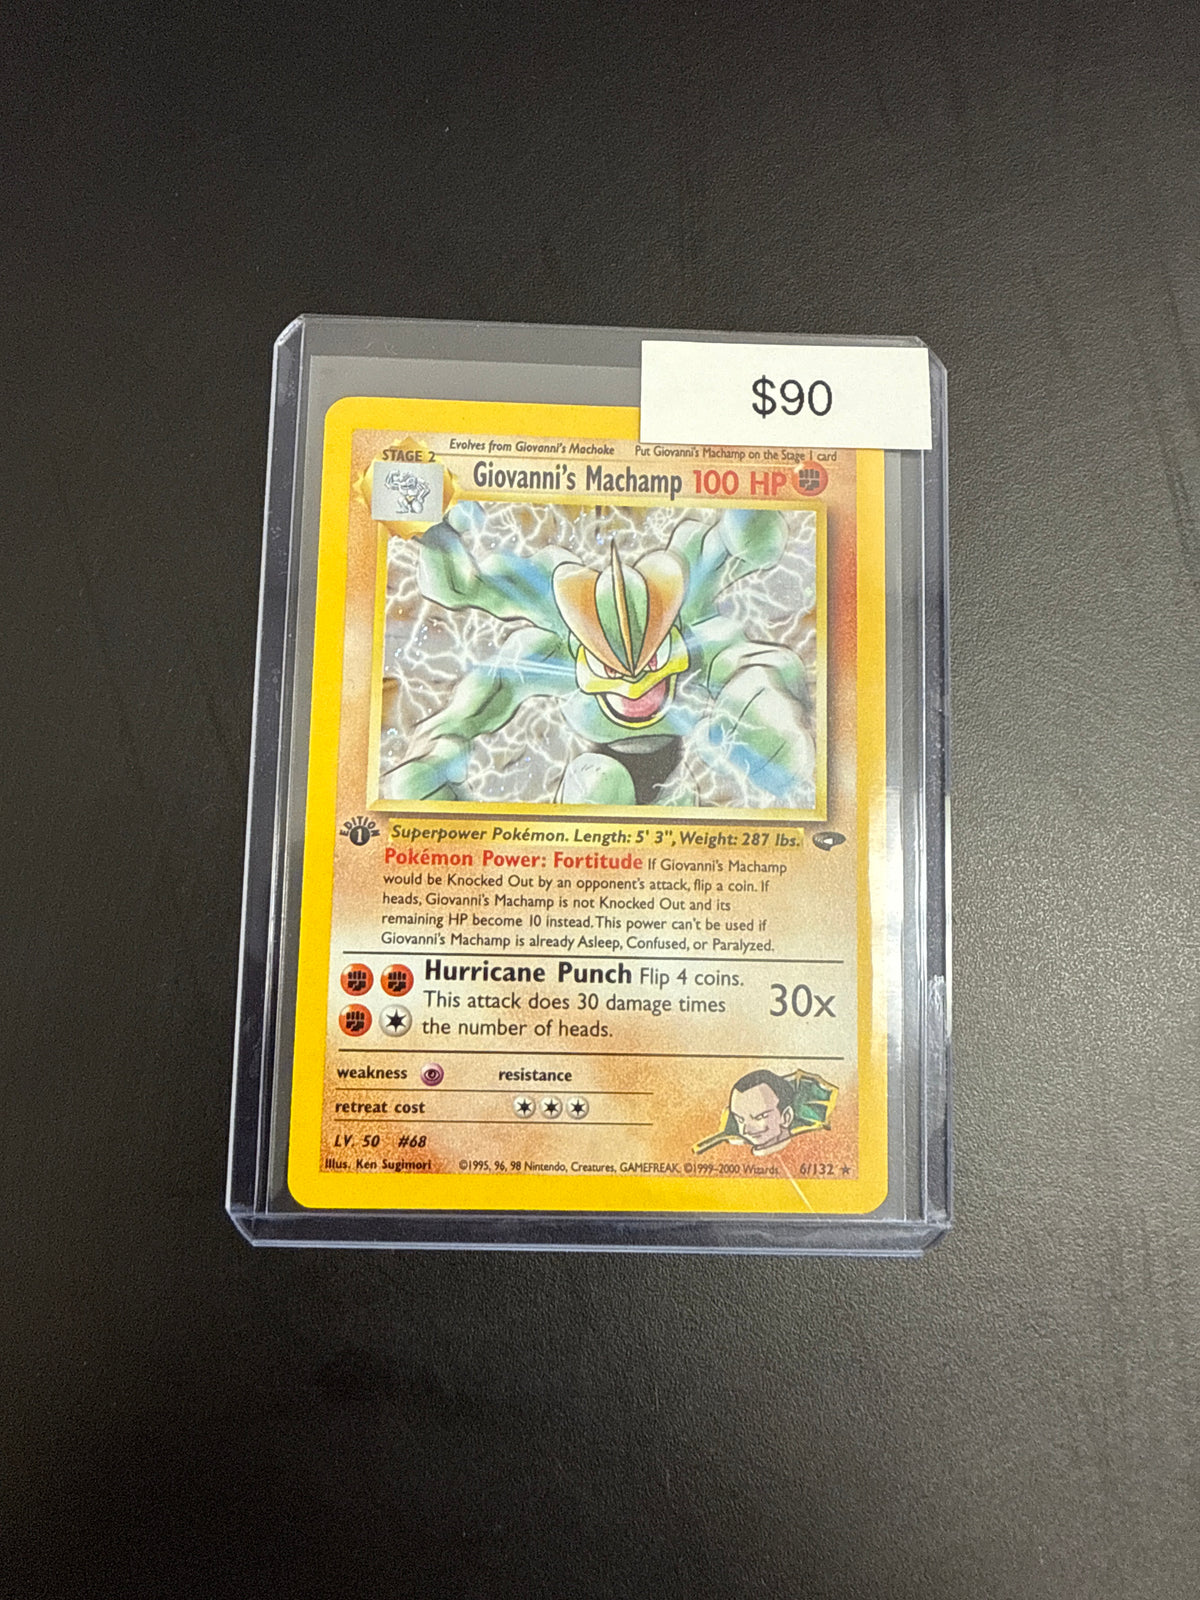 $90
Evolves from Giovanni's Machoke Put Giovanni's Machamp on the Stage 1 card
STAGE 2
Giovanni's Machamp 100 HP
EDITION
1
Superpower Pokémon. Length: 5' 3", Weight: 287 lbs.
Pokémon Power: Fortitude If Giovanni's Machamp
would be Knocked Out by an opponent's attack, flip a coin. If
heads, Giovanni's Machamp is not Knocked Out and its
remaining HP become 10 instead. This power can't be used if
Giovanni's Machamp is already Asleep, Confused, or Paralyzed.
Hurricane Punch Flip 4 coins.
This attack does 30 damage times
the number of heads.
30x
weakness resistance
retreat cost
LV. 50 #68
Illus. Ken Sugimori ©1995, 96, 98 Nintendo, Creatures, GAMEFREAK. ©1999-2000 Wizards. 6/132 ★